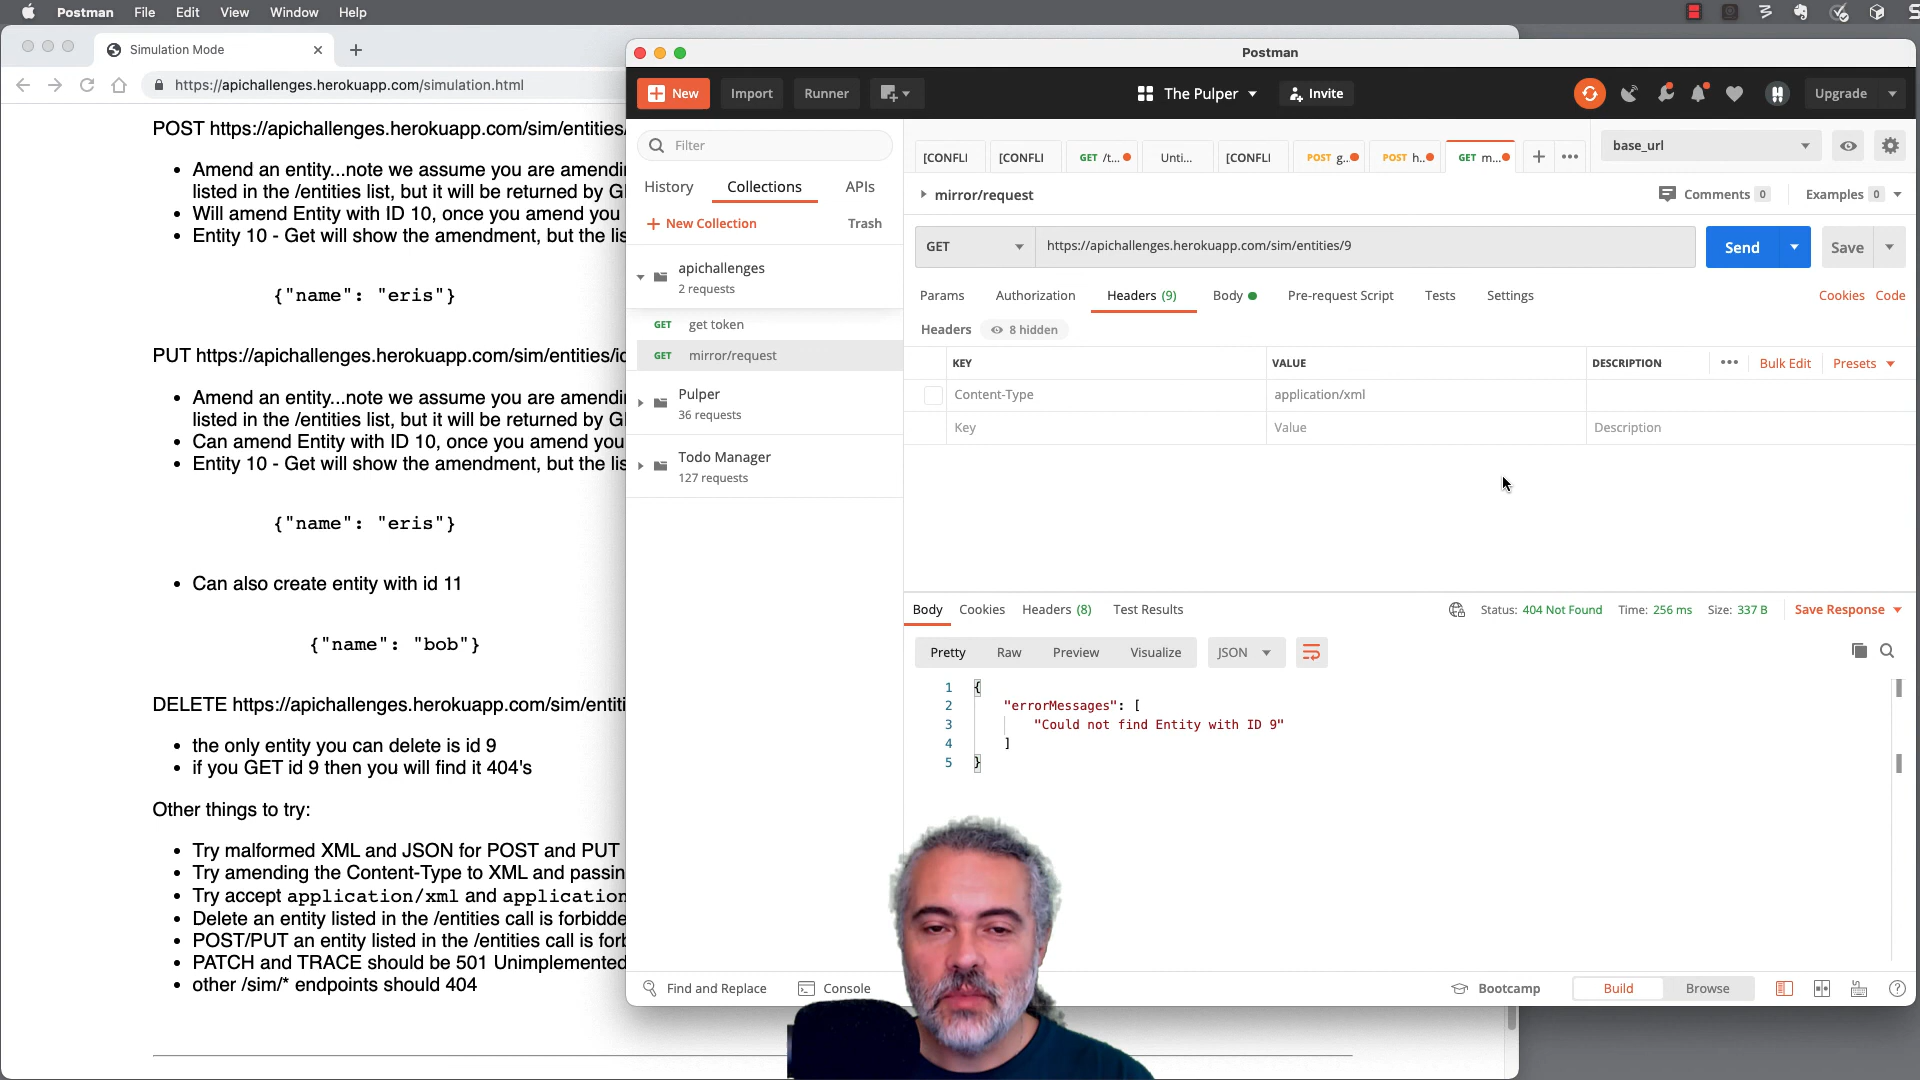 Postman File Edit View Window Help
Simulation Mode
https://apichallenges.herokuapp.com/simulation.html
POST https://apichallenges.herokuapp.com/sim/entities/
Amend an entity...note we assume you are amendi
listed in the /entities list, but it will be returned by G
Will amend Entity with ID 10, once you amend you
Entity 10 - Get will show the amendment, but the lis
{"name": "eris"}
PUT https://apichallenges.herokuapp.com/sim/entities/id
Amend an entity...note we assume you are amendi
listed in the /entities list, but it will be returned by G
Can amend Entity with ID 10, once you amend you
Entity 10 - Get will show the amendment, but the lis
{"name": "eris"}
Can also create entity with id 11
{"name": "bob"}
DELETE https://apichallenges.herokuapp.com/sim/entiti
the only entity you can delete is id 9
if you GET id 9 then you will find it 404's
Other things to try:
Try malformed XML and JSON for POST and PUT
Try amending the Content-Type to XML and passin
Try accept application/xml and application
Delete an entity listed in the /entities call is forbidde
POST/PUT an entity listed in the /entities call is forb
PATCH and TRACE should be 501 Unimplemented
other /sim/* endpoints should 404
Postman
New Import Runner The Pulper Invite Upgrade
Filter
History Collections APIs
New Collection Trash
apichallenges
2 requests
GET get token
GET mirror/request
Pulper
36 requests
Todo Manager
127 requests
[CONFLI [CONFLI GET /t... Unti... [CONFLI POST g.. POST h.. GET m... base_url
mirror/request Comments 0 Examples 0
GET https://apichallenges.herokuapp.com/sim/entities/9 Send Save
Params Authorization Headers (9) Body Pre-request Script Tests Settings Cookies Code
Headers 8 hidden
KEY VALUE DESCRIPTION Bulk Edit Presets
Content-Type application/xml
Key Value Description
Body Cookies Headers (8) Test Results Status: 404 Not Found Time: 256 ms Size: 337 B Save Response
Pretty Raw Preview Visualize JSON
1 {
2 "errorMessages": [
3 "Could not find Entity with ID 9"
4 ]
5 }
Find and Replace Console Bootcamp Build Browse